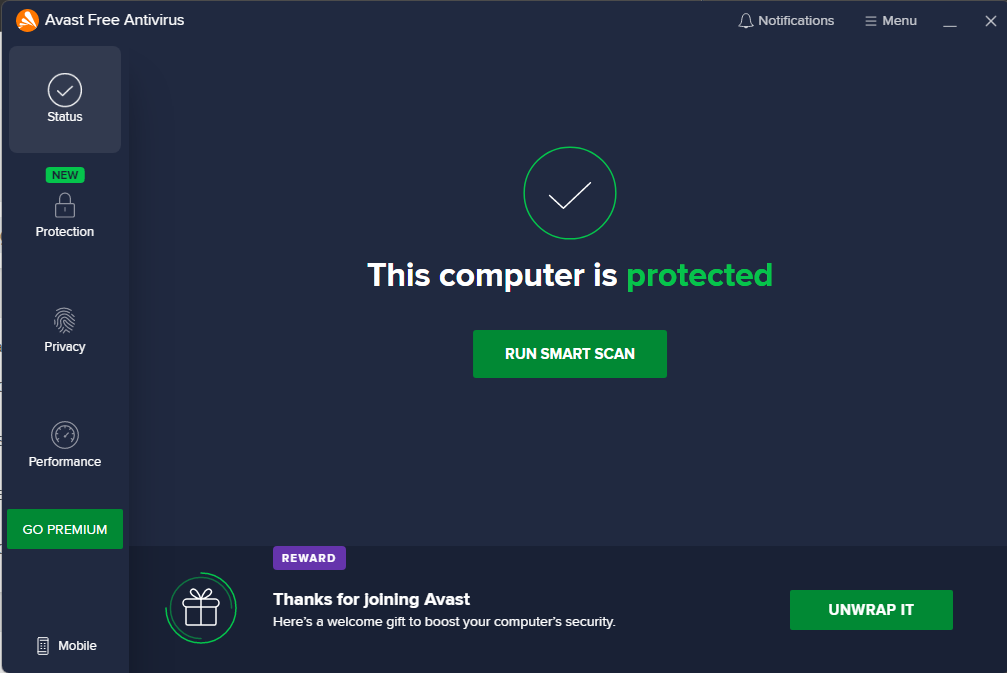 Avast Free Antivirus
Notifications
Menu
Status
NEW
Protection
Privacy
Performance
GO PREMIUM
Mobile
This computer is protected
RUN SMART SCAN
REWARD
Thanks for joining Avast
Here's a welcome gift to boost your computer's security.
UNWRAP IT